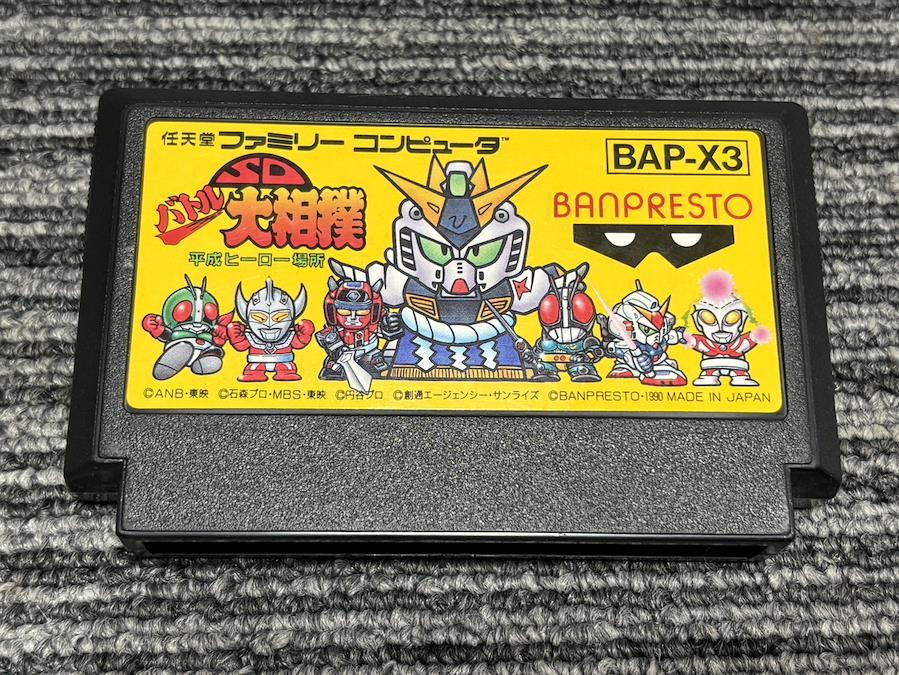 任天堂 ファミリー コンピュータ™
BAP-X3
SD
バトル
大相撲
平成ヒーロー場所
BANPRESTO
©ANB・東映 ©石森プロ・MBS・東映 ©円谷プロ ©創通エージェンシー・サンライズ ©BANPRESTO・1990 MADE IN JAPAN